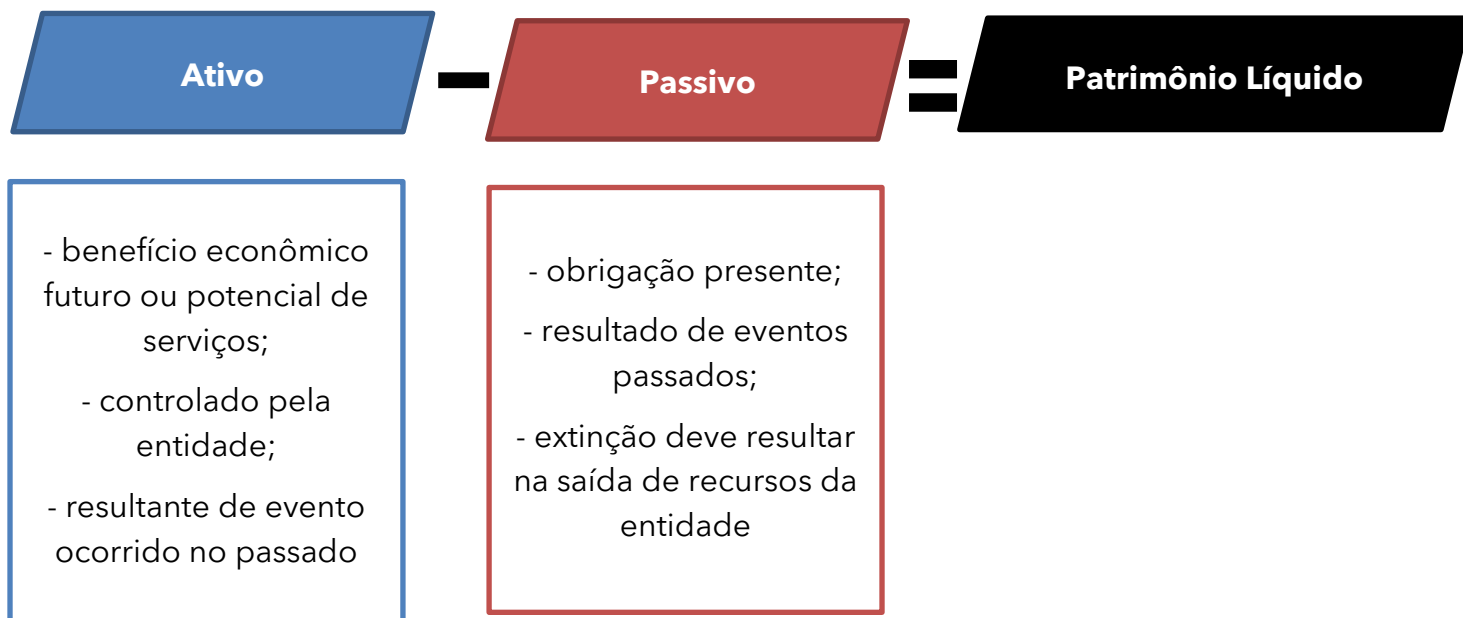 Ativo
Passivo
Patrimônio Líquido
- benefício econômico
futuro ou potencial de
serviços;
- controlado pela
entidade;
- resultante de evento
ocorrido no passado
- obrigação presente;
- resultado de eventos
passados;
- extinção deve resultar
na saída de recursos da
entidade